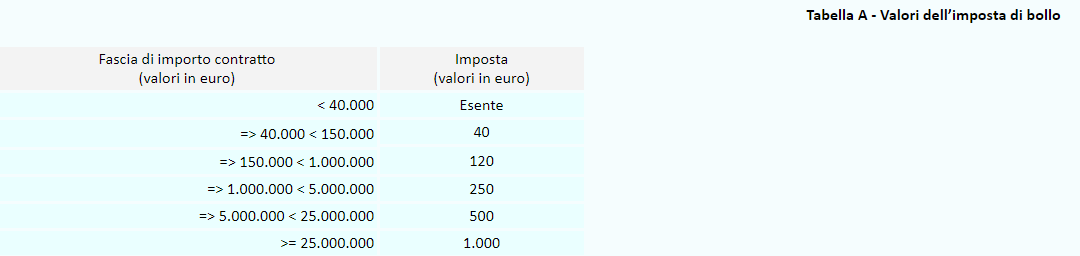 Tabella A - Valori dell’imposta di bollo
Fascia di importo contratto
(valori in euro)
Imposta
(valori in euro)
< 40.000 Esente
=> 40.000 < 150.000 40
=> 150.000 < 1.000.000 120
=> 1.000.000 < 5.000.000 250
=> 5.000.000 < 25.000.000 500
>= 25.000.000 1.000